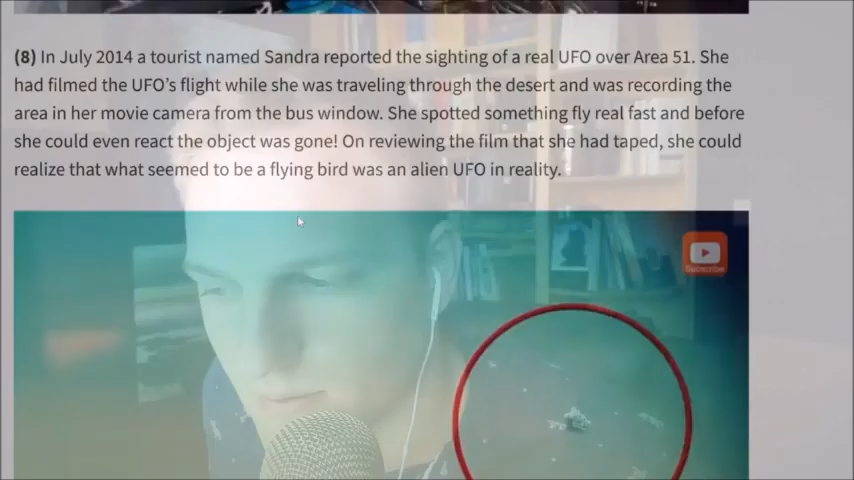 (8) In July 2014 a tourist named Sandra reported the sighting of a real UFO over Area 51. She
had filmed the UFO's flight while she was traveling through the desert and was recording the
area in her movie camera from the bus window. She spotted something fly real fast and before
she could even react the object was gone! On reviewing the film that she had taped, she could
realize that what seemed to be a flying bird was an alien UFO in reality.
Subscribe